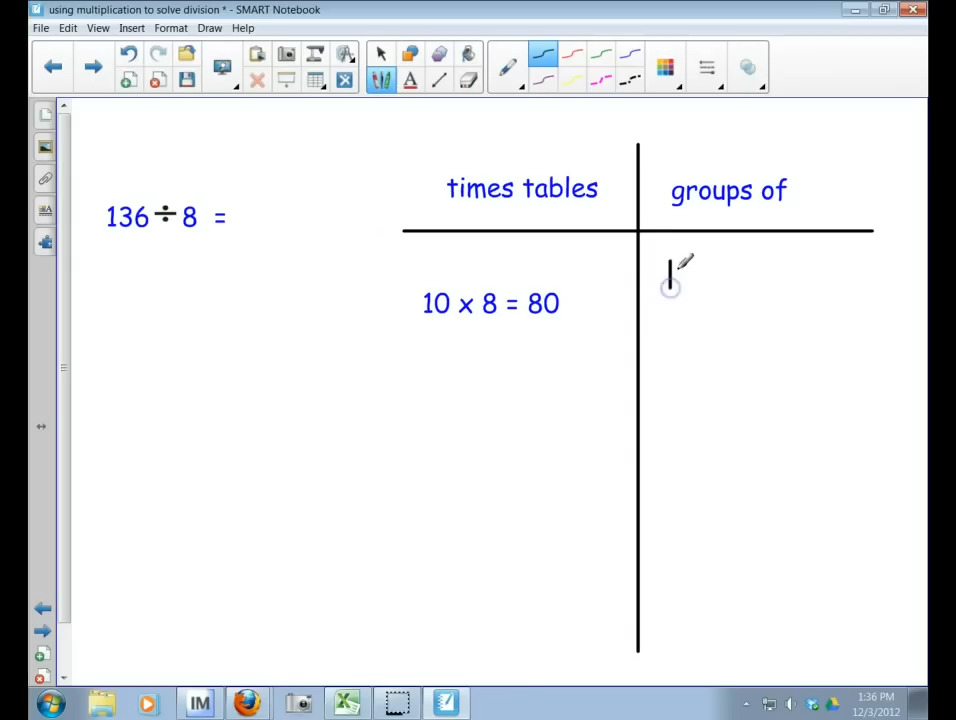 using multiplication to solve division * - SMART Notebook
File Edit View Insert Format Draw Help
times tables
groups of
136 ÷ 8 =
10 x 8 = 80
IM
1:36 PM
12/3/2012